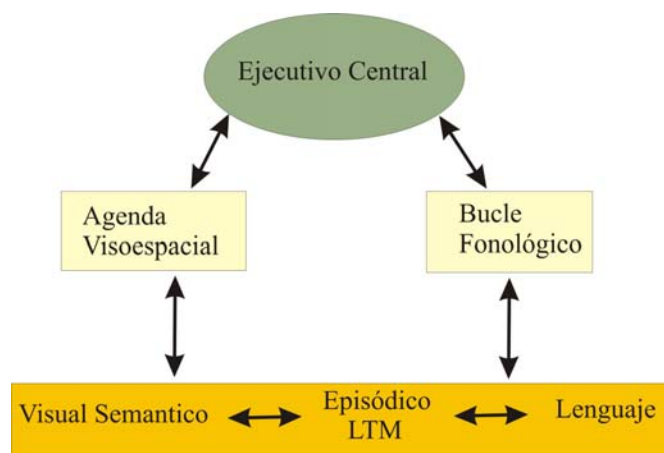 Ejecutivo Central
Agenda
Visoespacial
Bucle
Fonológico
Visual Semantico
Episódico
LTM
Lenguaje